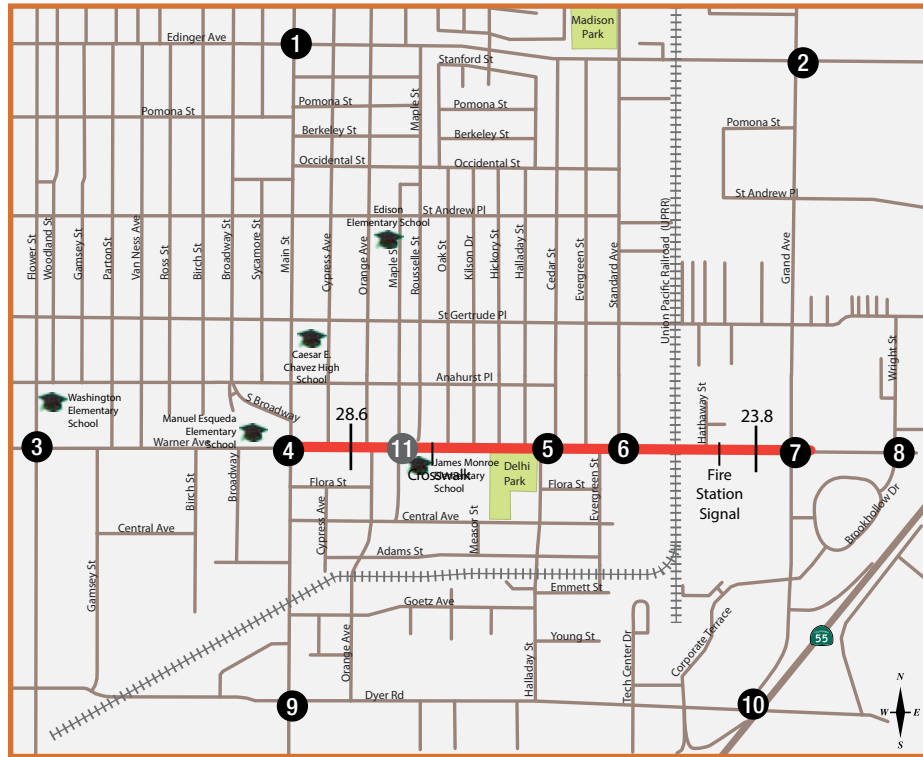 Madison
Park
Edinger Ave
1
2
Stanford St
Pomona St
Pomona St
Pomona St
Maple St
Pomona St
Berkeley St
Berkeley St
Occidental St
Occidental St
St Andrew Pl
Edison
Elementary School
St Andrew Pl
Flower St
Woodland St
Garnsey St
Parton St
Van Ness Ave
Ross St
Birch St
Broadway St
Sycamore St
Main St
Cypress Ave
Orange Ave
Maple St
Rousselle St
Oak St
Kilson Dr
Hickory St
Halladay St
Cedar St
Evergreen St
Standard Ave
Union Pacific Railroad (UPRR)
Grand Ave
St Gertrude Pl
St Gertrude Pl
Caesar E.
Chavez High
School
Wright St
Anahurst Pl
Washington
Elementary
School
S Broadway
Manuel Esqueda
Elementary
School
28.6
Hathaway St
23.8
3
Warner Ave
4
11
5
6
7
8
Crosswalk
James Monroe
Elementary
School
Delhi
Park
Fire
Station
Signal
Birch St
Broadway
Flora St
Cypress Ave
Flora St
Evergreen St
Measor St
Central Ave
Central Ave
Brookhollow Dr
Adams St
Garnsey St
Emmett St
Goetz Ave
Young St
Orange Ave
Halladay St
Tech Center Dr
Corporate Terrace
55
Dyer Rd
9
10
N
W
E
S